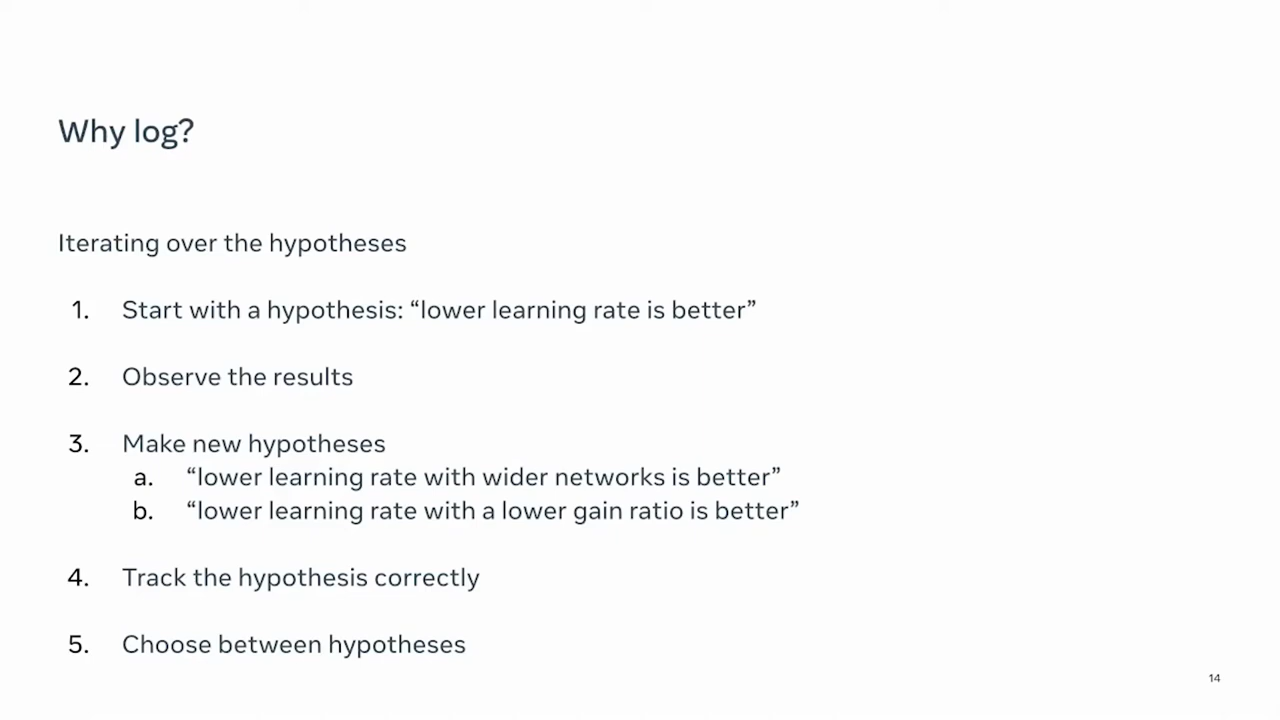 Why log?
Iterating over the hypotheses
1. Start with a hypothesis: “lower learning rate is better”
2. Observe the results
3. Make new hypotheses
a. “lower learning rate with wider networks is better”
b. “lower learning rate with a lower gain ratio is better”
4. Track the hypothesis correctly
5. Choose between hypotheses
14